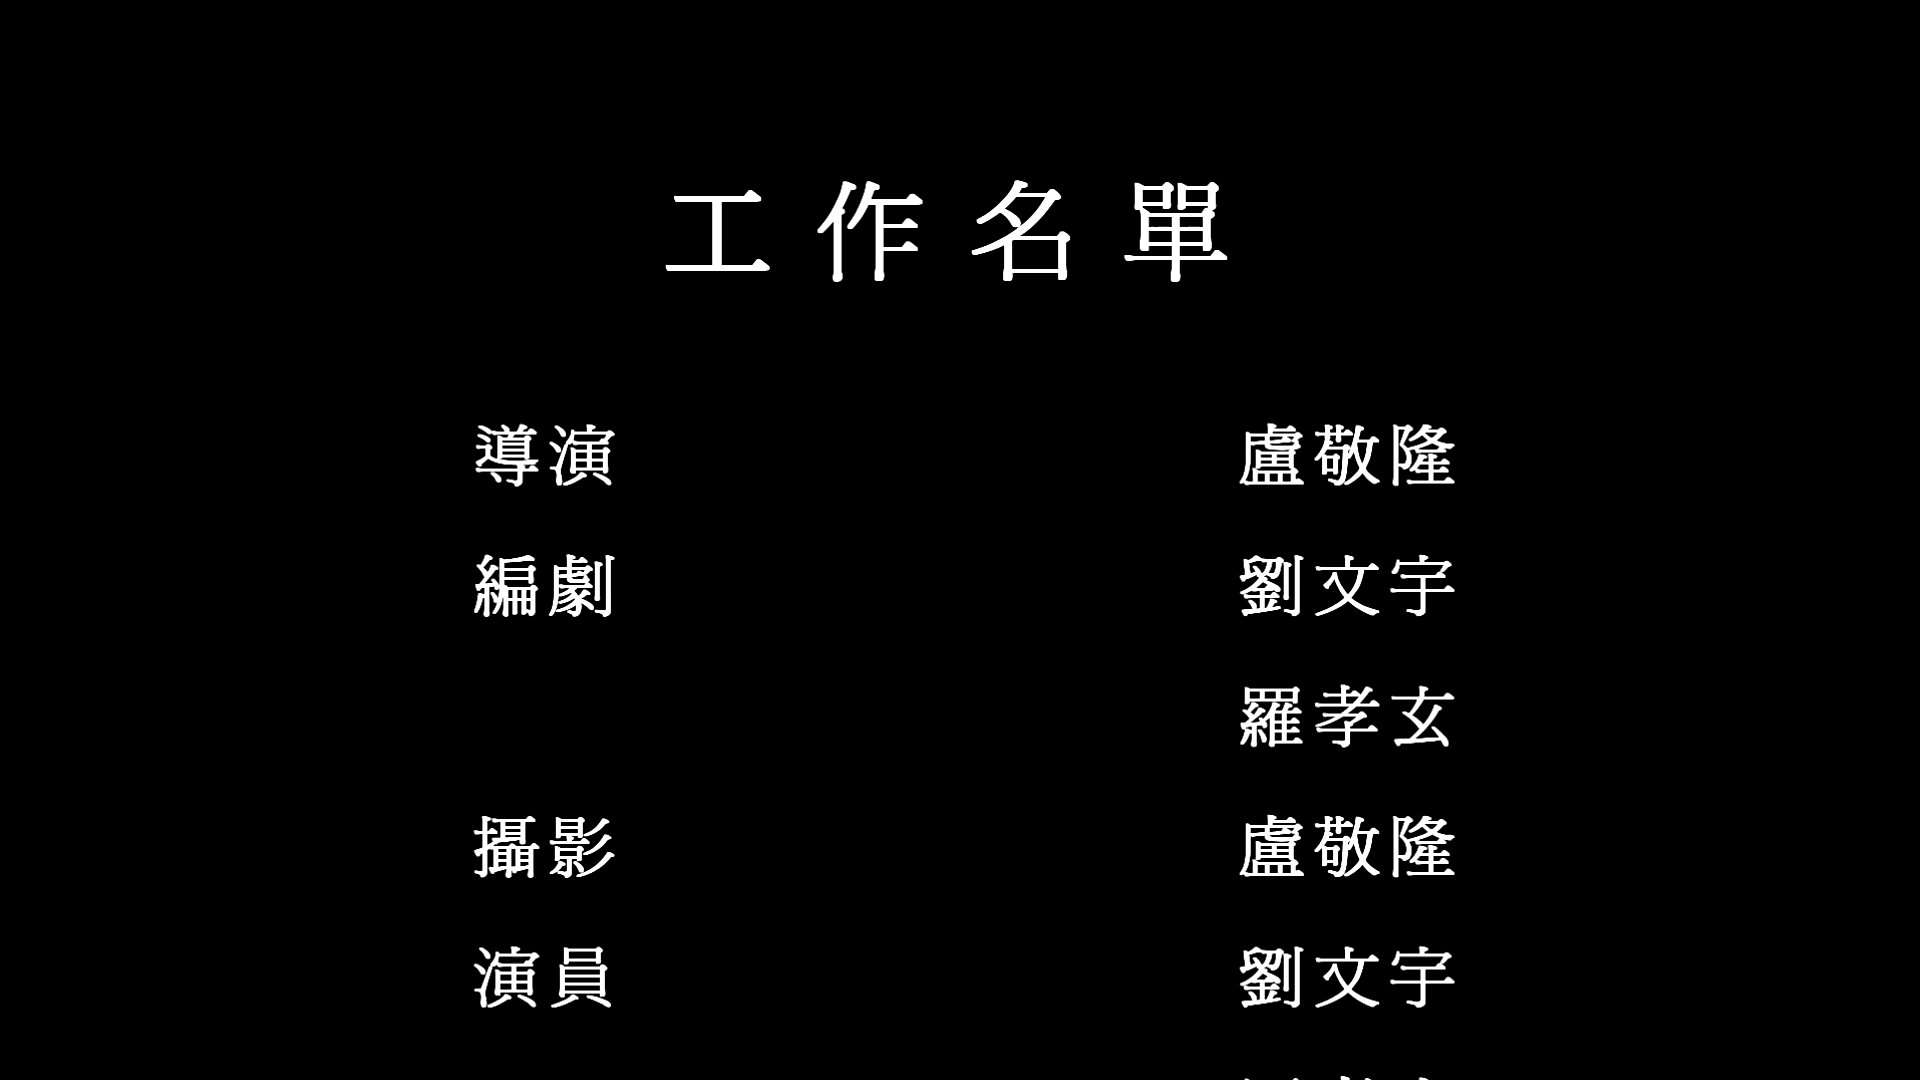 工作名單
導演 盧敬隆
編劇 劉文宇
羅孝玄
攝影 盧敬隆
演員 劉文宇